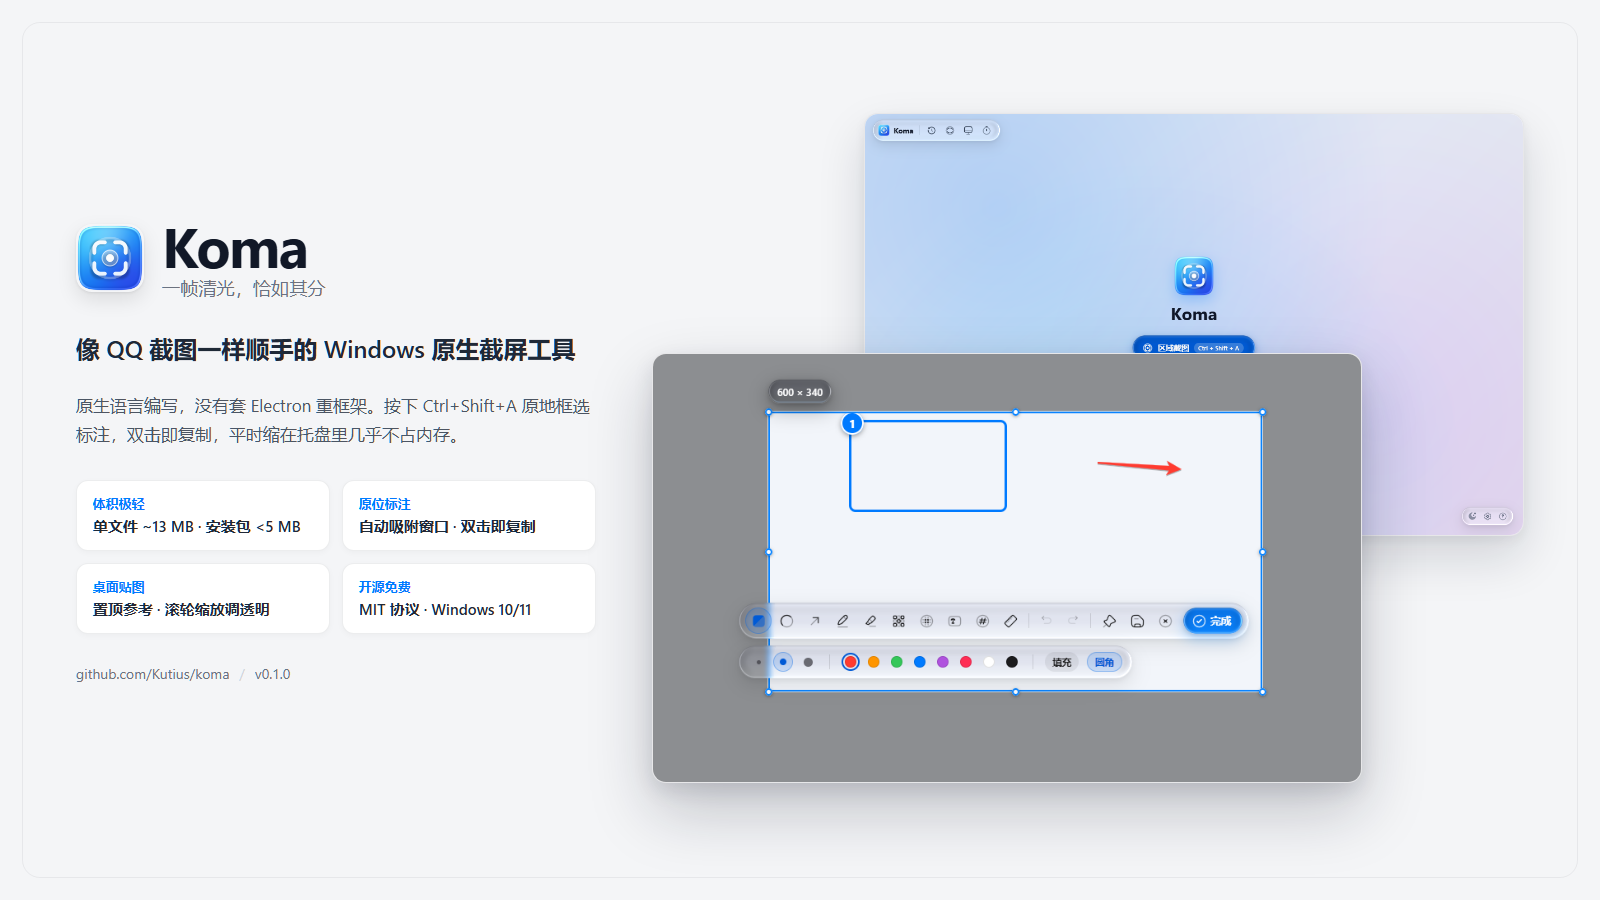 Koma
一帧清光，恰如其分
像 QQ 截图一样顺手的 Windows 原生截屏工具
原生语言编写，没有套 Electron 重框架。按下 Ctrl+Shift+A 原地框选
标注，双击即复制，平时缩在托盘里几乎不占内存。
体积极轻
单文件 ~13 MB · 安装包 <5 MB
原位标注
自动吸附窗口 · 双击即复制
桌面贴图
置顶参考 · 滚轮缩放调透明
开源免费
MIT 协议 · Windows 10/11
github.com/Kutius/koma / v0.1.0
Koma
Koma
区域截图 Ctrl + Shift + A
600 × 340
1
完成
填充 圆角